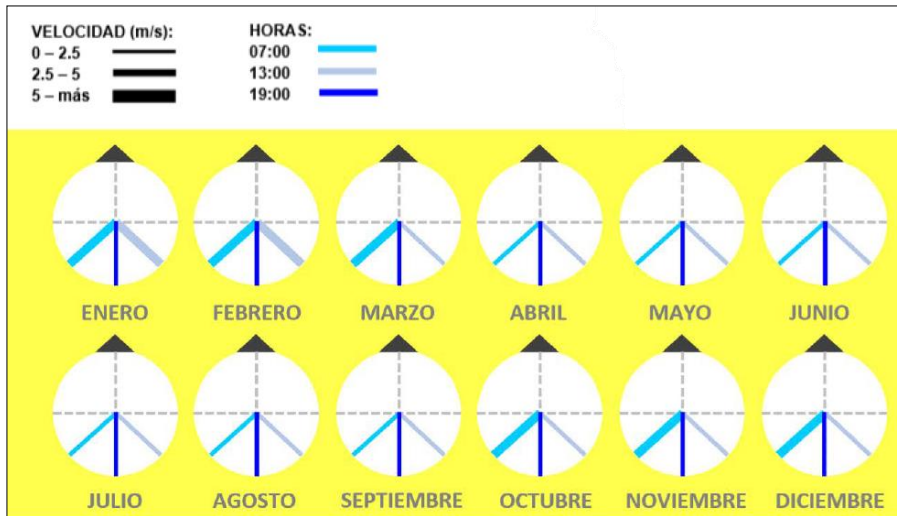 VELOCIDAD (m/s):
0 – 2.5
2.5 – 5
5 – más
HORAS:
07:00
13:00
19:00
ENERO FEBRERO MARZO ABRIL MAYO JUNIO
JULIO AGOSTO SEPTIEMBRE OCTUBRE NOVIEMBRE DICIEMBRE